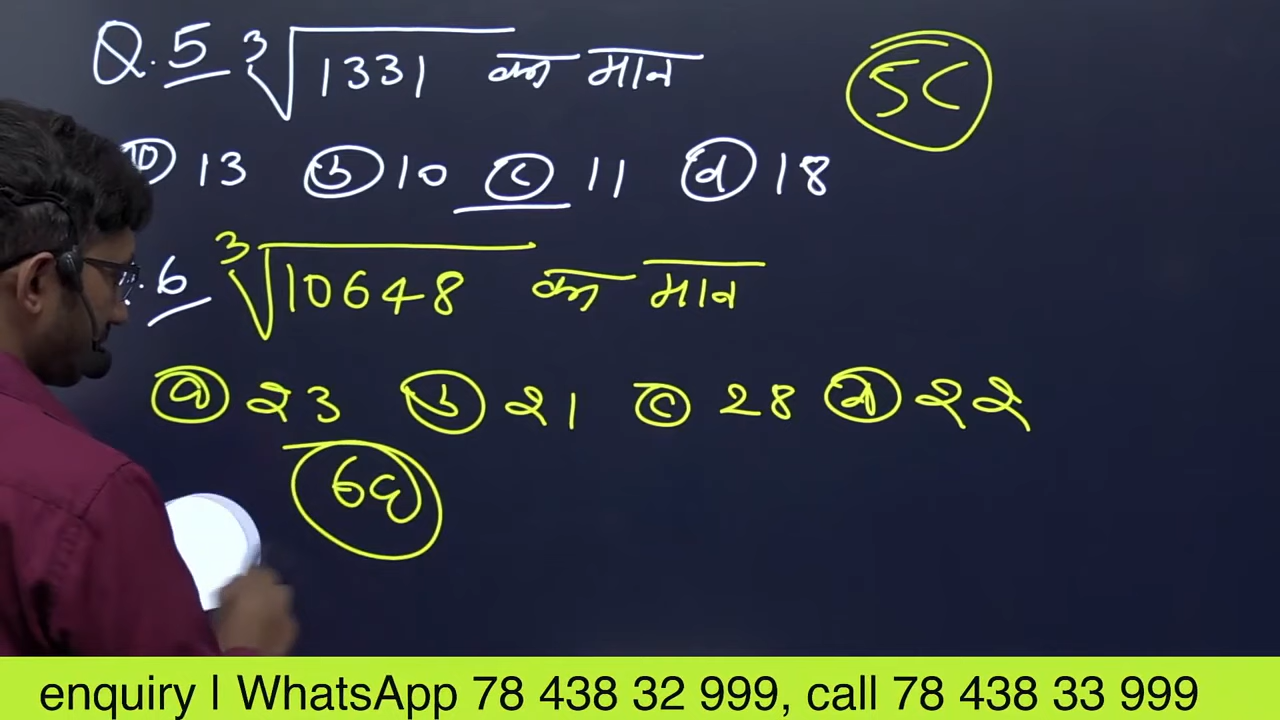 Q.5 ∛1331 का मान
5C
13 (b) 10 (c) 11 (d) 18
6 ∛10648 का मान
(a) 23 (b) 21 (c) 28 (d) 22
6d
enquiry I WhatsApp 78 438 32 999, call 78 438 33 999